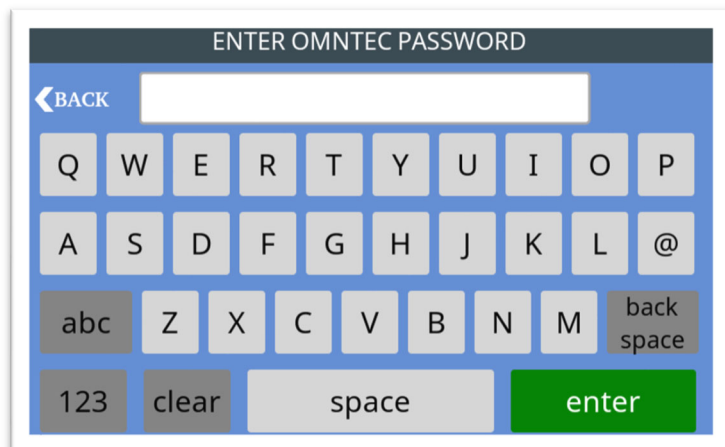 ENTER OMNTEC PASSWORD
BACK
Q W E R T Y U I O P
A S D F G H J K L @
abc Z X C V B N M back space
123 clear space enter